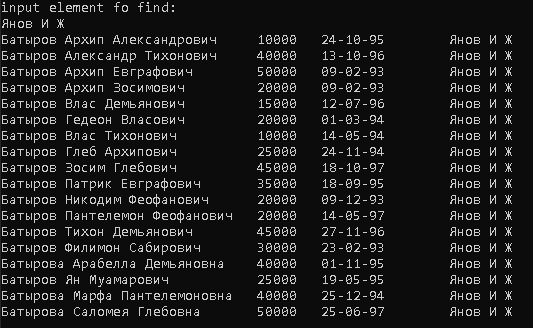 input element fo find:
Янов И Ж
Батыров Архип Александрович 10000 24-10-95 Янов И Ж
Батыров Александр Тихонович 40000 13-10-96 Янов И Ж
Батыров Архип Евграфович 50000 09-02-93 Янов И Ж
Батыров Архип Зосимович 20000 09-02-93 Янов И Ж
Батыров Влас Демьянович 15000 12-07-96 Янов И Ж
Батыров Гедеон Власович 20000 01-03-94 Янов И Ж
Батыров Влас Тихонович 10000 14-05-94 Янов И Ж
Батыров Глеб Архипович 25000 24-11-94 Янов И Ж
Батыров Зосим Глебович 45000 18-10-97 Янов И Ж
Батыров Патрик Евграфович 35000 18-09-95 Янов И Ж
Батыров Никодим Феофанович 20000 09-12-93 Янов И Ж
Батыров Пантелемон Феофанович 20000 14-05-97 Янов И Ж
Батыров Тихон Демьянович 45000 27-11-96 Янов И Ж
Батыров Филимон Сабирович 30000 23-02-93 Янов И Ж
Батырова Арабелла Демьяновна 40000 01-11-95 Янов И Ж
Батыров Ян Муамарович 25000 19-05-95 Янов И Ж
Батырова Марфа Пантелемоновна 40000 25-12-94 Янов И Ж
Батырова Саломея Глебовна 50000 25-06-97 Янов И Ж